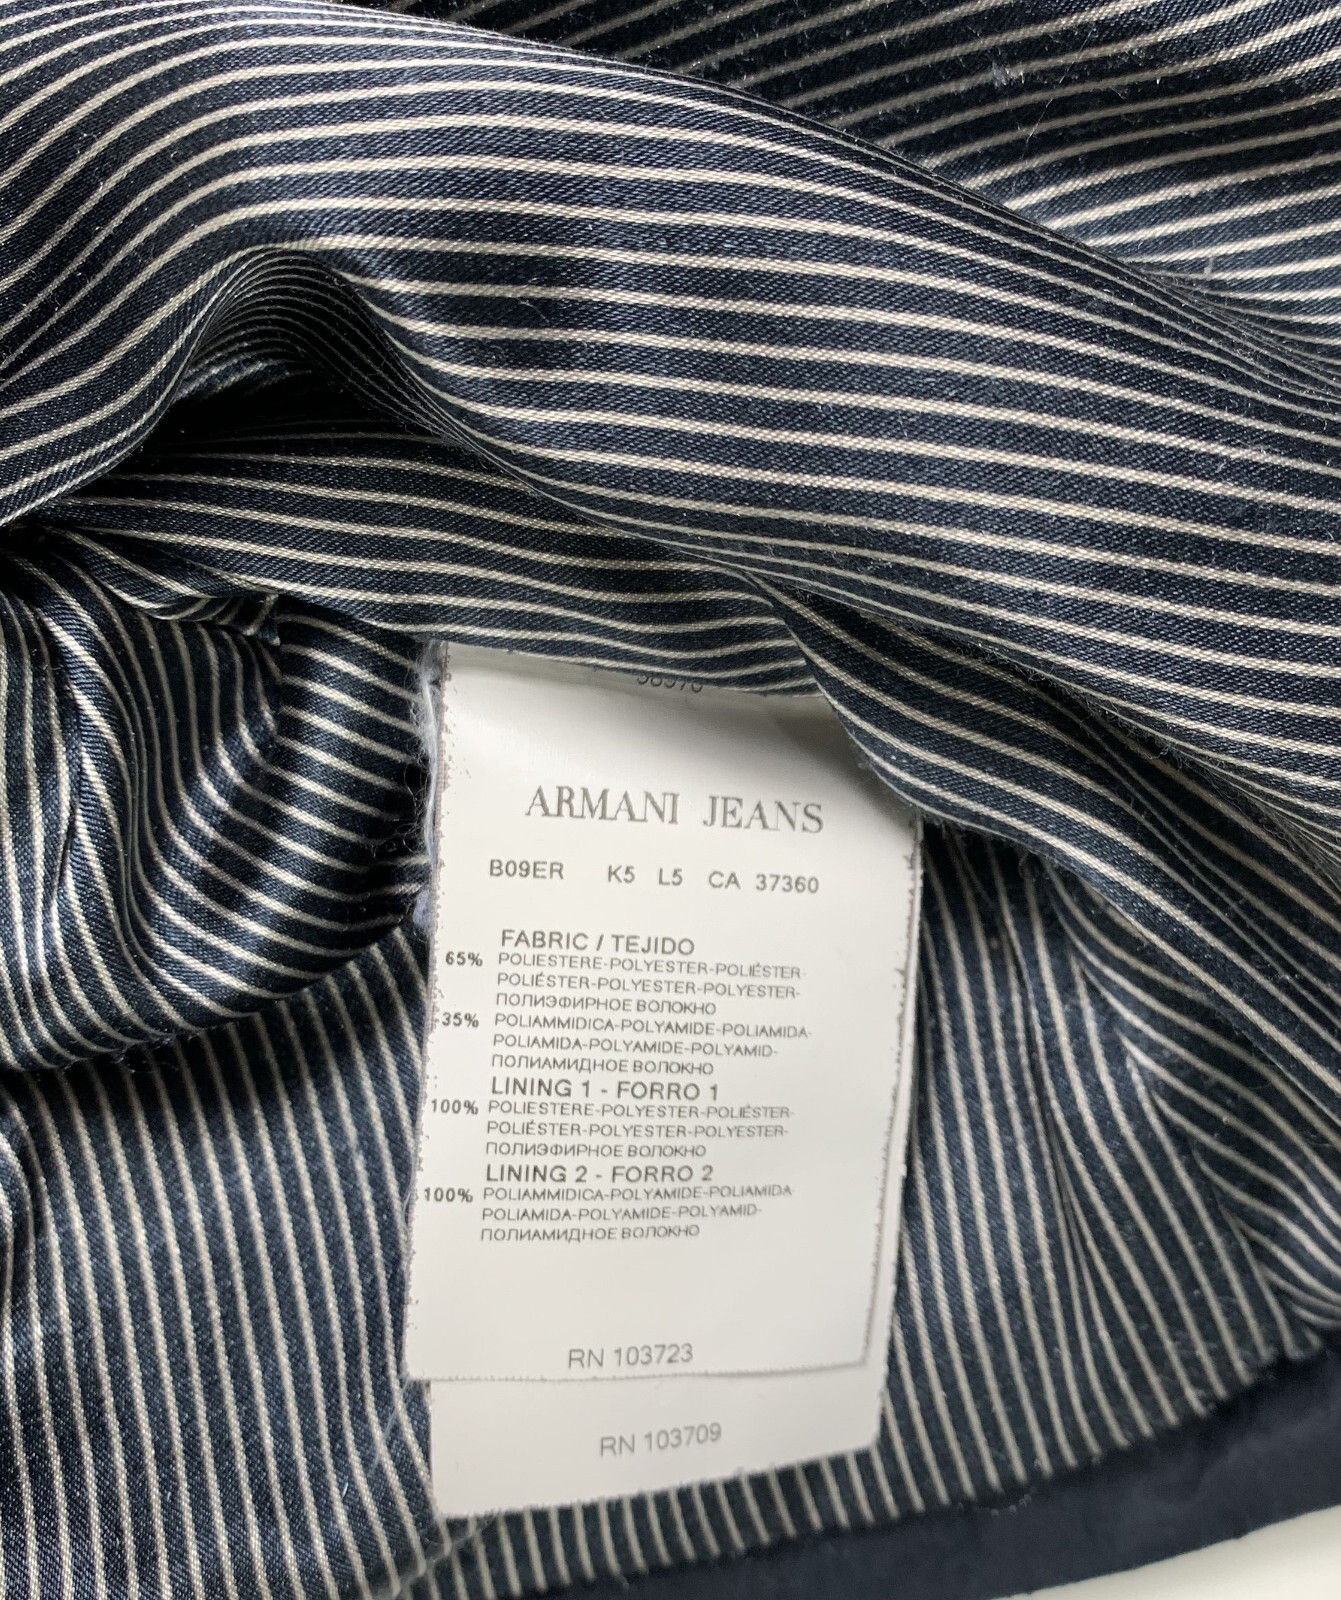 ARMANI JEANS
B09ER K5 L5 CA 37360
FABRIC / TEJIDO
65% POLIESTERE-POLYESTER-POLIÉSTER-
POLIÉSTER-POLYESTER-POLYESTER-
ПОЛИЭФИРНОЕ ВОЛОКНО
35% POLIAMMIDICA-POLYAMIDE-POLIAMIDA-
POLIAMIDA-POLYAMIDE-POLYAMID-
ПОЛИАМИДНОЕ ВОЛОКНО
LINING 1 - FORRO 1
100% POLIESTERE-POLYESTER-POLIÉSTER-
POLIÉSTER-POLYESTER-POLYESTER-
ПОЛИЭФИРНОЕ ВОЛОКНО
LINING 2 - FORRO 2
100% POLIAMMIDICA-POLYAMIDE-POLIAMIDA-
POLIAMIDA-POLYAMIDE-POLYAMID-
ПОЛИАМИДНОЕ ВОЛОКНО
RN 103723
RN 103709